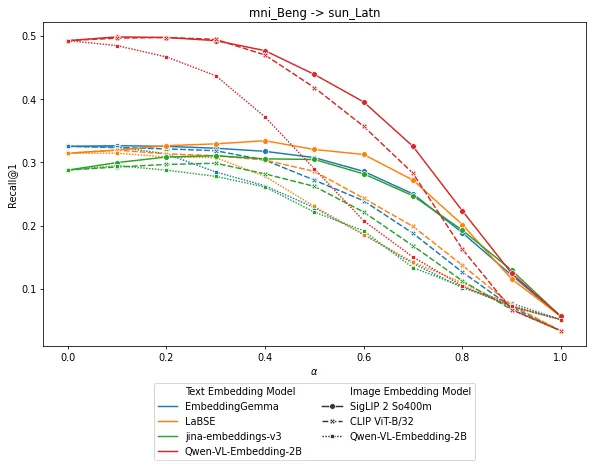 mni_Beng -> sun_Latn
Recall@1
0.5
0.4
0.3
0.2
0.1
0.0 0.2 0.4 0.6 0.8 1.0
α
Text Embedding Model Image Embedding Model
EmbeddingGemma SigLIP 2 So400m
LaBSE CLIP ViT-B/32
jina-embeddings-v3 Qwen-VL-Embedding-2B
Qwen-VL-Embedding-2B